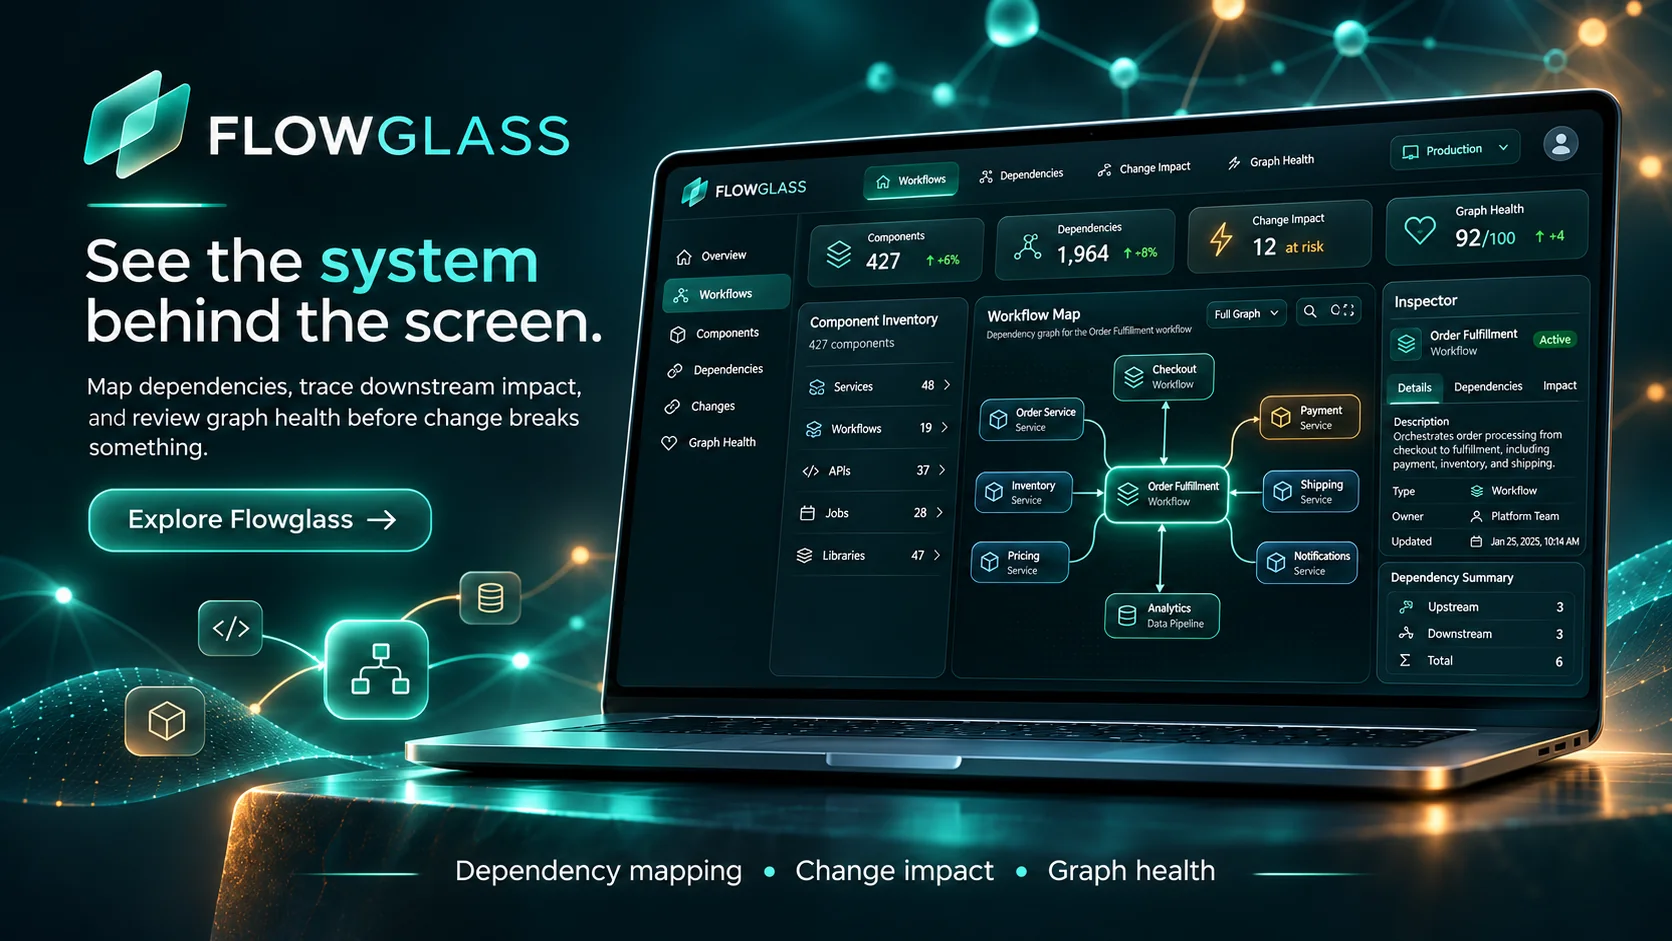 FLOWGLASS
See the system
behind the screen.
Map dependencies, trace downstream impact,
and review graph health before change breaks
something.
Explore Flowglass →
</>
FLOWGLASS
Workflows
Dependencies
Change Impact
Graph Health
Production
Overview
Workflows
Components
Dependencies
Changes
Graph Health
Components
427 ↑ +6%
Dependencies
1,964 ↑ +8%
Change Impact
12 at risk
Graph Health
92/100 ↑ +4
Component Inventory
427 components
Services 48 >
Workflows 19 >
</> APIs 37 >
Jobs 28 >
Libraries 47 >
Workflow Map
Dependency graph for the Order Fulfillment workflow
Full Graph
Checkout
Workflow
Order Service
Service
Payment
Service
Inventory
Service
Order Fulfillment
Workflow
Shipping
Service
Pricing
Service
Notifications
Service
Analytics
Data Pipeline
Inspector
Order Fulfillment
Workflow
Active
Details
Dependencies
Impact
Description
Orchestrates order processing from
checkout to fulfillment, including
payment, inventory, and shipping.
Type Workflow
Owner Platform Team
Updated Jan 25, 2025, 10:14 AM
Dependency Summary
Upstream 3
Downstream 3
Σ Total 6
Dependency mapping • Change impact • Graph health